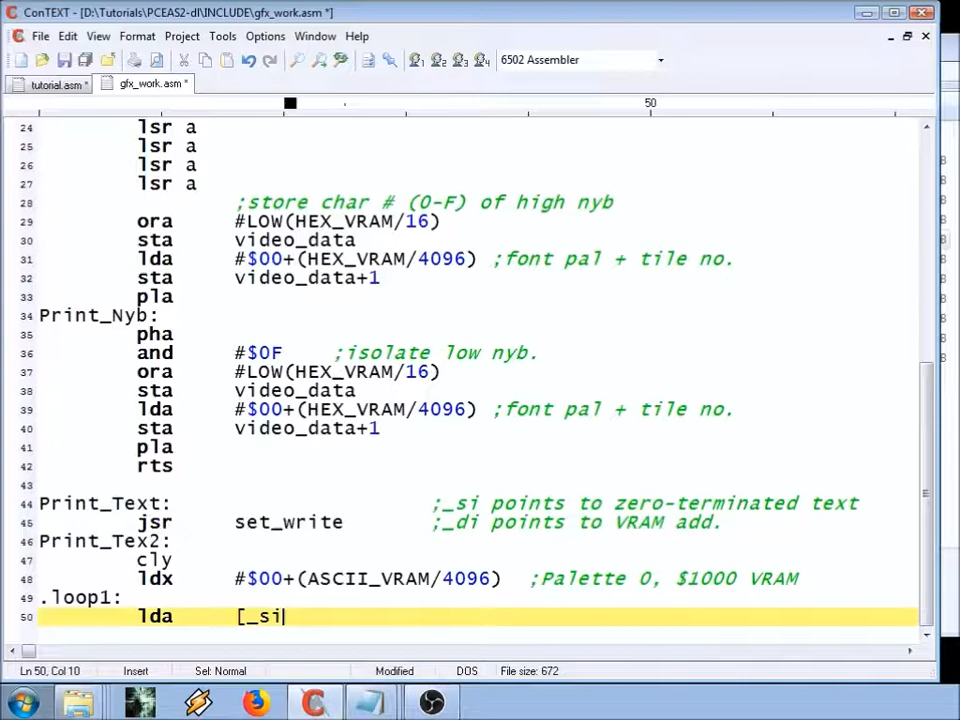 ConTEXT - [D:\Tutorials\PCEAS2-dl\INCLUDE\gfx_work.asm *]
File Edit View Format Project Tools Options Window Help
6502 Assembler
tutorial.asm * gfx_work.asm *
50
24 lsr a
25 lsr a
26 lsr a
27 lsr a
28 ;store char # (0-F) of high nyb
29 ora #LOW(HEX_VRAM/16)
30 sta video_data
31 lda #$00+(HEX_VRAM/4096) ;font pal + tile no.
32 sta video_data+1
33 pla
34 Print_Nyb:
35 pha
36 and #$0F ;isolate low nyb.
37 ora #LOW(HEX_VRAM/16)
38 sta video_data
39 lda #$00+(HEX_VRAM/4096) ;font pal + tile no.
40 sta video_data+1
41 pla
42 rts
43
44 Print_Text: ;_si points to zero-terminated text
45 jsr set_write ;_di points to VRAM add.
46 Print_Tex2:
47 cly
48 ldx #$00+(ASCII_VRAM/4096) ;Palette 0, $1000 VRAM
49 .loop1:
50 lda [_si
Ln 50, Col 10 Insert Sel: Normal Modified DOS File size: 672